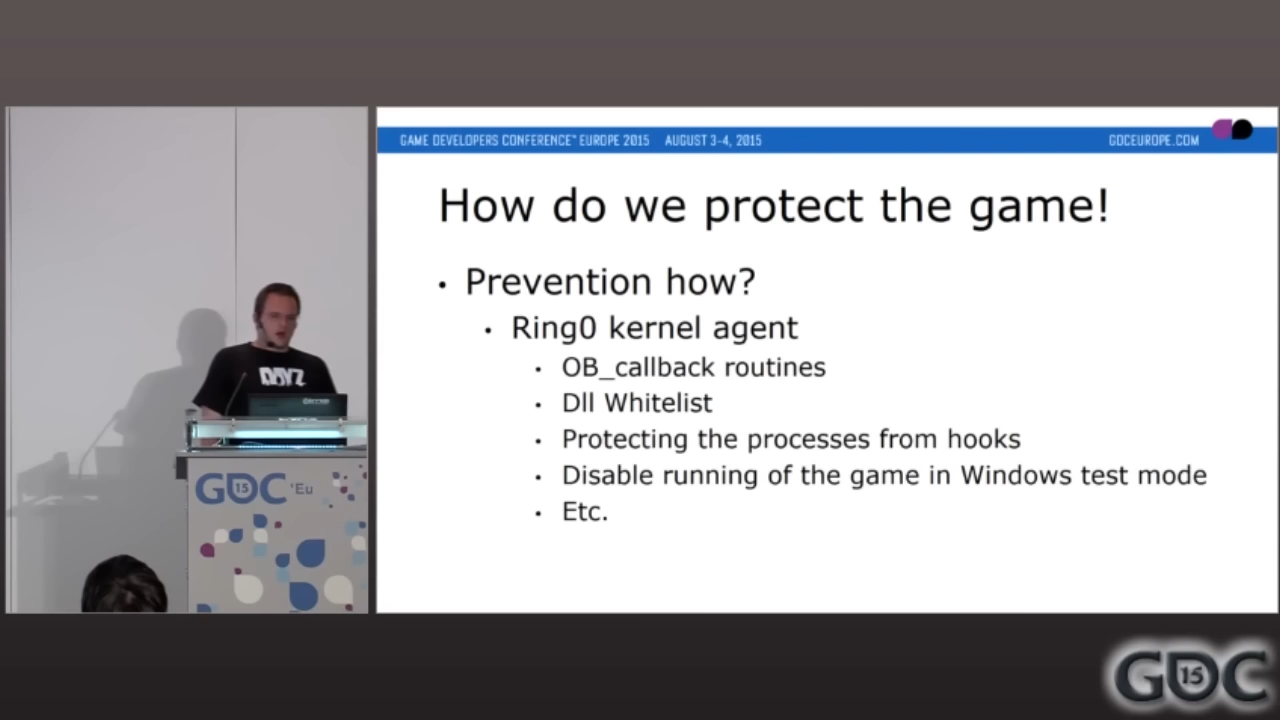 GAME DEVELOPERS CONFERENCE™ EUROPE 2015 AUGUST 3-4, 2015 GDCEUROPE.COM
How do we protect the game!
• Prevention how?
• Ring0 kernel agent
• OB_callback routines
• Dll Whitelist
• Protecting the processes from hooks
• Disable running of the game in Windows test mode
• Etc.
DAYZ
GDC 15 'Eu
GDC 15